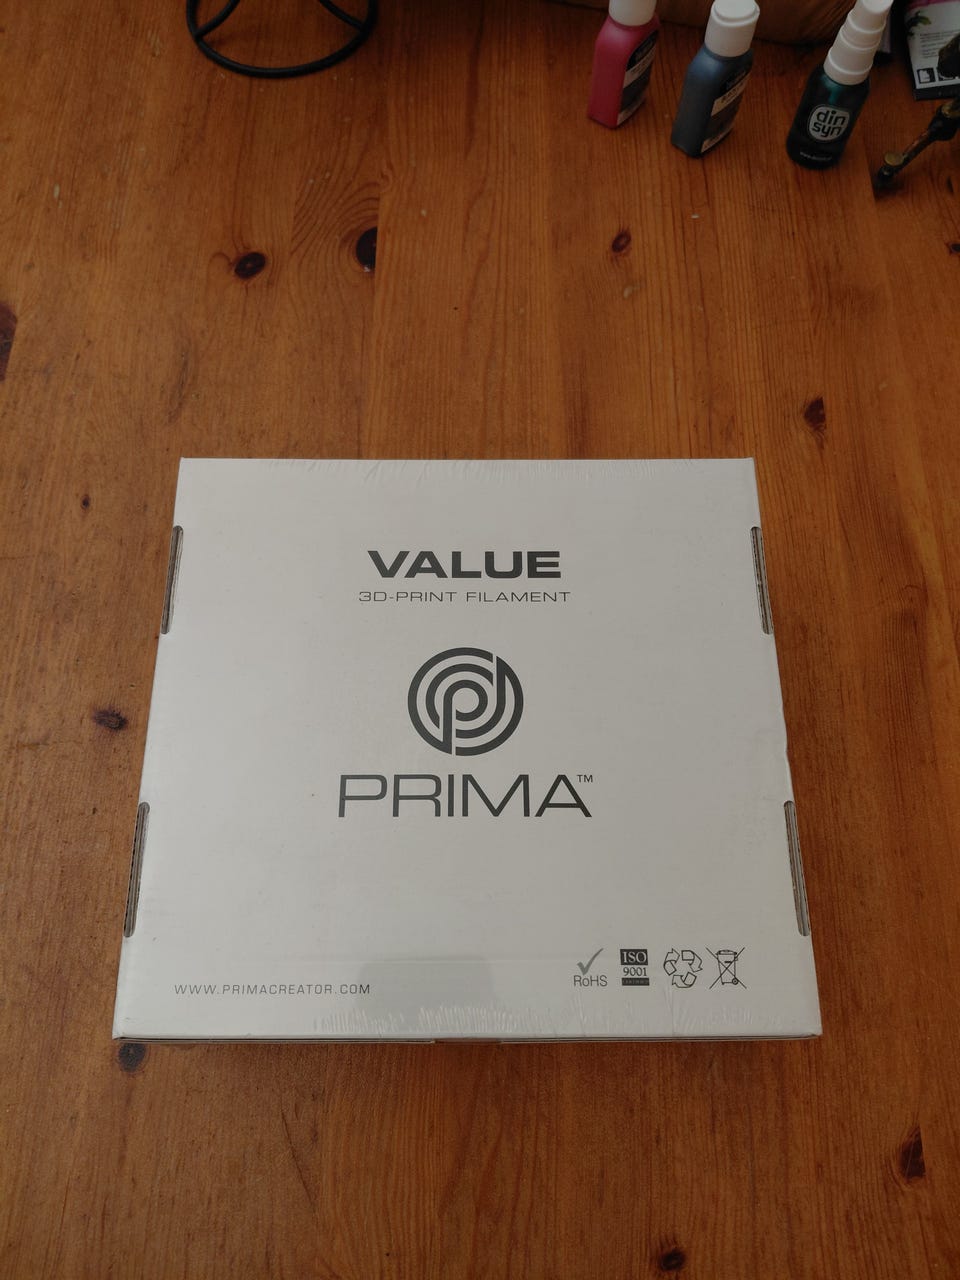 din
syn
VALUE
3D-PRINT FILAMENT
PRIMA™
WWW.PRIMACREATOR.COM
RoHS
ISO
9001